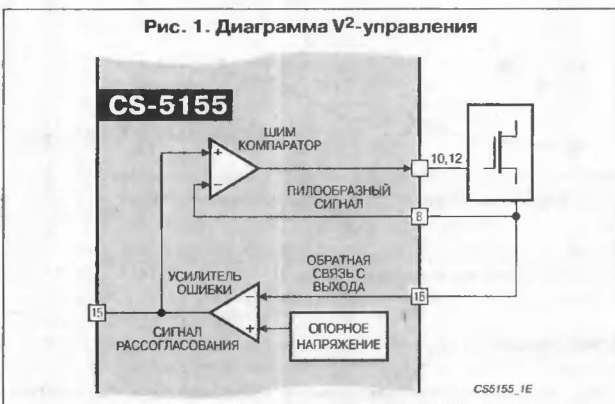 Рис. 1. Диаграмма V²-управления
CS-5155
ШИМ
КОМПАРАТОР
+
−
10,12
ПИЛООБРАЗНЫЙ
СИГНАЛ
8
УСИЛИТЕЛЬ
ОШИБКИ
ОБРАТНАЯ
СВЯЗЬ С
ВЫХОДА
−
16
15
+
ОПОРНОЕ
НАПРЯЖЕНИЕ
СИГНАЛ
РАССОГЛАСОВАНИЯ
CS5155_1E